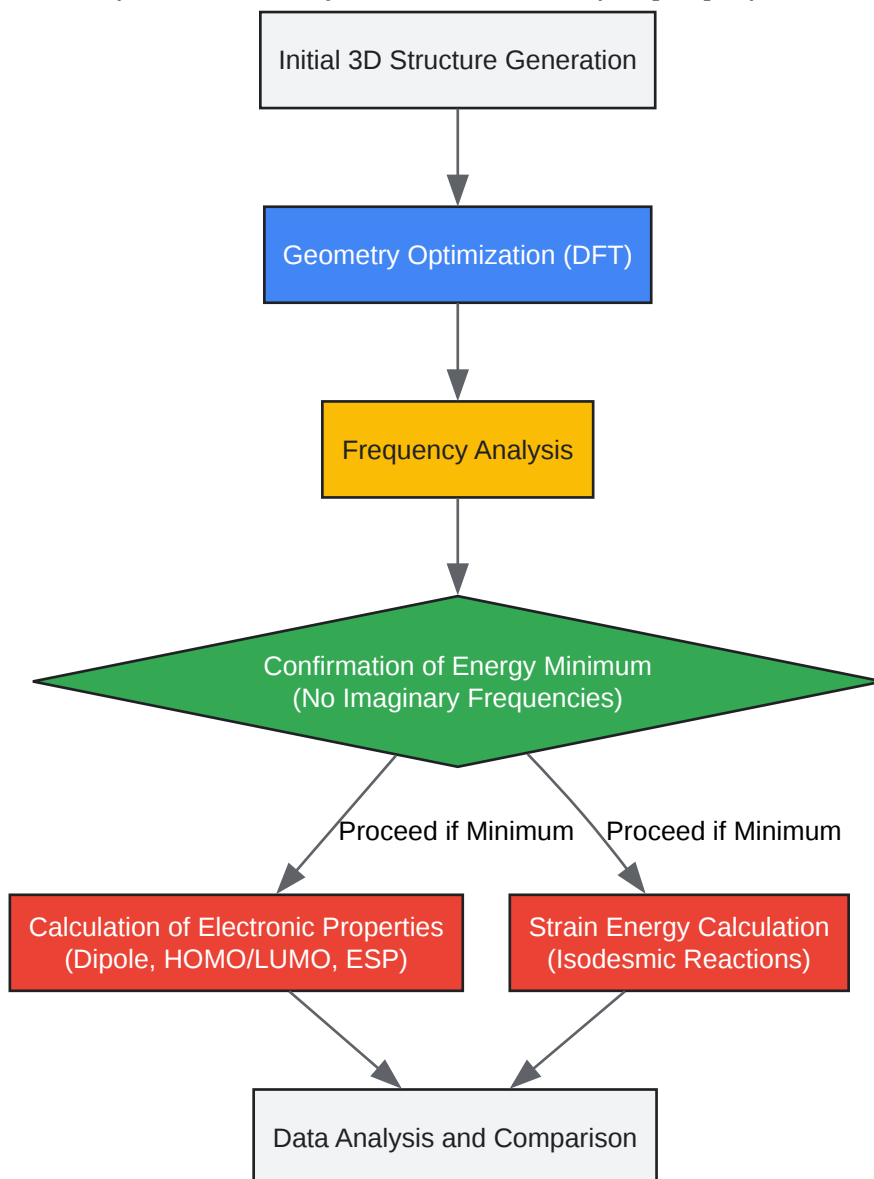 Initial 3D Structure Generation
Geometry Optimization (DFT)
Frequency Analysis
Confirmation of Energy Minimum
(No Imaginary Frequencies)
Proceed if Minimum
Proceed if Minimum
Calculation of Electronic Properties
(Dipole, HOMO/LUMO, ESP)
Strain Energy Calculation
(Isodesmic Reactions)
Data Analysis and Comparison